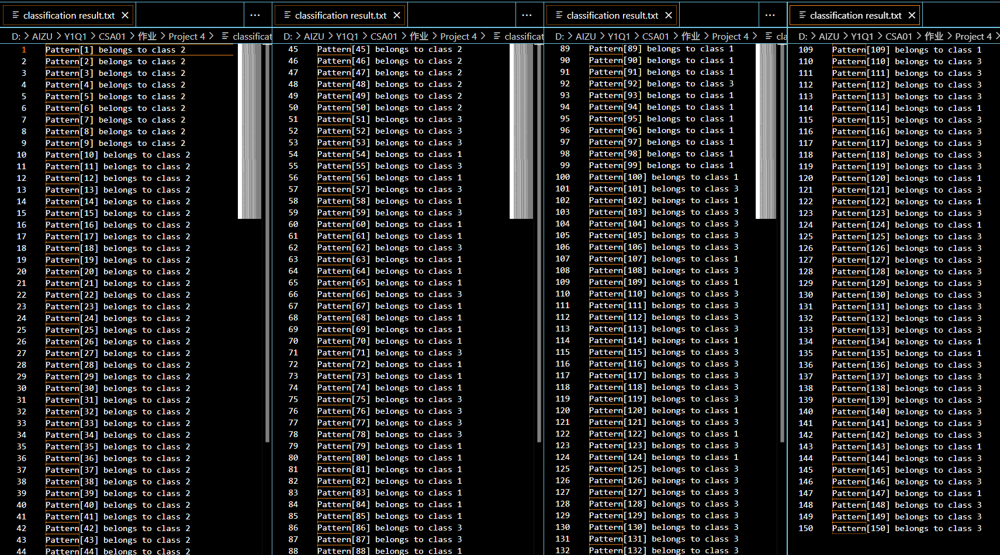 classification result.txt
D: > AIZU > Y1Q1 > CSA01 > 作业 > Project 4 > classificat
1 Pattern[1] belongs to class 2
2 Pattern[2] belongs to class 2
3 Pattern[3] belongs to class 2
4 Pattern[4] belongs to class 2
5 Pattern[5] belongs to class 2
6 Pattern[6] belongs to class 2
7 Pattern[7] belongs to class 2
8 Pattern[8] belongs to class 2
9 Pattern[9] belongs to class 2
10 Pattern[10] belongs to class 2
11 Pattern[11] belongs to class 2
12 Pattern[12] belongs to class 2
13 Pattern[13] belongs to class 2
14 Pattern[14] belongs to class 2
15 Pattern[15] belongs to class 2
16 Pattern[16] belongs to class 2
17 Pattern[17] belongs to class 2
18 Pattern[18] belongs to class 2
19 Pattern[19] belongs to class 2
20 Pattern[20] belongs to class 2
21 Pattern[21] belongs to class 2
22 Pattern[22] belongs to class 2
23 Pattern[23] belongs to class 2
24 Pattern[24] belongs to class 2
25 Pattern[25] belongs to class 2
26 Pattern[26] belongs to class 2
27 Pattern[27] belongs to class 2
28 Pattern[28] belongs to class 2
29 Pattern[29] belongs to class 2
30 Pattern[30] belongs to class 2
31 Pattern[31] belongs to class 2
32 Pattern[32] belongs to class 2
33 Pattern[33] belongs to class 2
34 Pattern[34] belongs to class 2
35 Pattern[35] belongs to class 2
36 Pattern[36] belongs to class 2
37 Pattern[37] belongs to class 2
38 Pattern[38] belongs to class 2
39 Pattern[39] belongs to class 2
40 Pattern[40] belongs to class 2
41 Pattern[41] belongs to class 2
42 Pattern[42] belongs to class 2
43 Pattern[43] belongs to class 2
44 Pattern[44] belongs to class 2
classification result.txt
D: > AIZU > Y1Q1 > CSA01 > 作业 > Project 4 > classificat
45 Pattern[45] belongs to class 2
46 Pattern[46] belongs to class 2
47 Pattern[47] belongs to class 2
48 Pattern[48] belongs to class 2
49 Pattern[49] belongs to class 2
50 Pattern[50] belongs to class 2
51 Pattern[51] belongs to class 3
52 Pattern[52] belongs to class 3
53 Pattern[53] belongs to class 3
54 Pattern[54] belongs to class 1
55 Pattern[55] belongs to class 3
56 Pattern[56] belongs to class 1
57 Pattern[57] belongs to class 3
58 Pattern[58] belongs to class 1
59 Pattern[59] belongs to class 3
60 Pattern[60] belongs to class 1
61 Pattern[61] belongs to class 1
62 Pattern[62] belongs to class 3
63 Pattern[63] belongs to class 1
64 Pattern[64] belongs to class 1
65 Pattern[65] belongs to class 1
66 Pattern[66] belongs to class 3
67 Pattern[67] belongs to class 1
68 Pattern[68] belongs to class 1
69 Pattern[69] belongs to class 1
70 Pattern[70] belongs to class 1
71 Pattern[71] belongs to class 3
72 Pattern[72] belongs to class 1
73 Pattern[73] belongs to class 1
74 Pattern[74] belongs to class 1
75 Pattern[75] belongs to class 3
76 Pattern[76] belongs to class 3
77 Pattern[77] belongs to class 3
78 Pattern[78] belongs to class 3
79 Pattern[79] belongs to class 1
80 Pattern[80] belongs to class 1
81 Pattern[81] belongs to class 1
82 Pattern[82] belongs to class 1
83 Pattern[83] belongs to class 1
84 Pattern[84] belongs to class 1
85 Pattern[85] belongs to class 1
86 Pattern[86] belongs to class 3
87 Pattern[87] belongs to class 3
88 Pattern[88] belongs to class 1
classification result.txt
D: > AIZU > Y1Q1 > CSA01 > 作业 > Project 4 > cla
89 Pattern[89] belongs to class 1
90 Pattern[90] belongs to class 1
91 Pattern[91] belongs to class 1
92 Pattern[92] belongs to class 3
93 Pattern[93] belongs to class 1
94 Pattern[94] belongs to class 1
95 Pattern[95] belongs to class 1
96 Pattern[96] belongs to class 1
97 Pattern[97] belongs to class 1
98 Pattern[98] belongs to class 1
99 Pattern[99] belongs to class 1
100 Pattern[100] belongs to class 1
101 Pattern[101] belongs to class 3
102 Pattern[102] belongs to class 1
103 Pattern[103] belongs to class 3
104 Pattern[104] belongs to class 3
105 Pattern[105] belongs to class 3
106 Pattern[106] belongs to class 3
107 Pattern[107] belongs to class 1
108 Pattern[108] belongs to class 3
109 Pattern[109] belongs to class 1
110 Pattern[110] belongs to class 3
111 Pattern[111] belongs to class 3
112 Pattern[112] belongs to class 3
113 Pattern[113] belongs to class 3
114 Pattern[114] belongs to class 1
115 Pattern[115] belongs to class 3
116 Pattern[116] belongs to class 3
117 Pattern[117] belongs to class 3
118 Pattern[118] belongs to class 3
119 Pattern[119] belongs to class 3
120 Pattern[120] belongs to class 1
121 Pattern[121] belongs to class 3
122 Pattern[122] belongs to class 1
123 Pattern[123] belongs to class 3
124 Pattern[124] belongs to class 1
125 Pattern[125] belongs to class 3
126 Pattern[126] belongs to class 3
127 Pattern[127] belongs to class 3
128 Pattern[128] belongs to class 3
129 Pattern[129] belongs to class 3
130 Pattern[130] belongs to class 3
131 Pattern[131] belongs to class 3
132 Pattern[132] belongs to class 3
classification result.txt
D: > AIZU > Y1Q1 > CSA01 > 作业 > Project 4 >
109 Pattern[109] belongs to class 1
110 Pattern[110] belongs to class 3
111 Pattern[111] belongs to class 3
112 Pattern[112] belongs to class 3
113 Pattern[113] belongs to class 3
114 Pattern[114] belongs to class 1
115 Pattern[115] belongs to class 3
116 Pattern[116] belongs to class 3
117 Pattern[117] belongs to class 3
118 Pattern[118] belongs to class 3
119 Pattern[119] belongs to class 3
120 Pattern[120] belongs to class 1
121 Pattern[121] belongs to class 3
122 Pattern[122] belongs to class 1
123 Pattern[123] belongs to class 3
124 Pattern[124] belongs to class 1
125 Pattern[125] belongs to class 3
126 Pattern[126] belongs to class 3
127 Pattern[127] belongs to class 3
128 Pattern[128] belongs to class 3
129 Pattern[129] belongs to class 3
130 Pattern[130] belongs to class 3
131 Pattern[131] belongs to class 3
132 Pattern[132] belongs to class 3
133 Pattern[133] belongs to class 3
134 Pattern[134] belongs to class 1
135 Pattern[135] belongs to class 1
136 Pattern[136] belongs to class 3
137 Pattern[137] belongs to class 3
138 Pattern[138] belongs to class 3
139 Pattern[139] belongs to class 3
140 Pattern[140] belongs to class 3
141 Pattern[141] belongs to class 3
142 Pattern[142] belongs to class 3
143 Pattern[143] belongs to class 1
144 Pattern[144] belongs to class 3
145 Pattern[145] belongs to class 3
146 Pattern[146] belongs to class 3
147 Pattern[147] belongs to class 1
148 Pattern[148] belongs to class 3
149 Pattern[149] belongs to class 3
150 Pattern[150] belongs to class 3